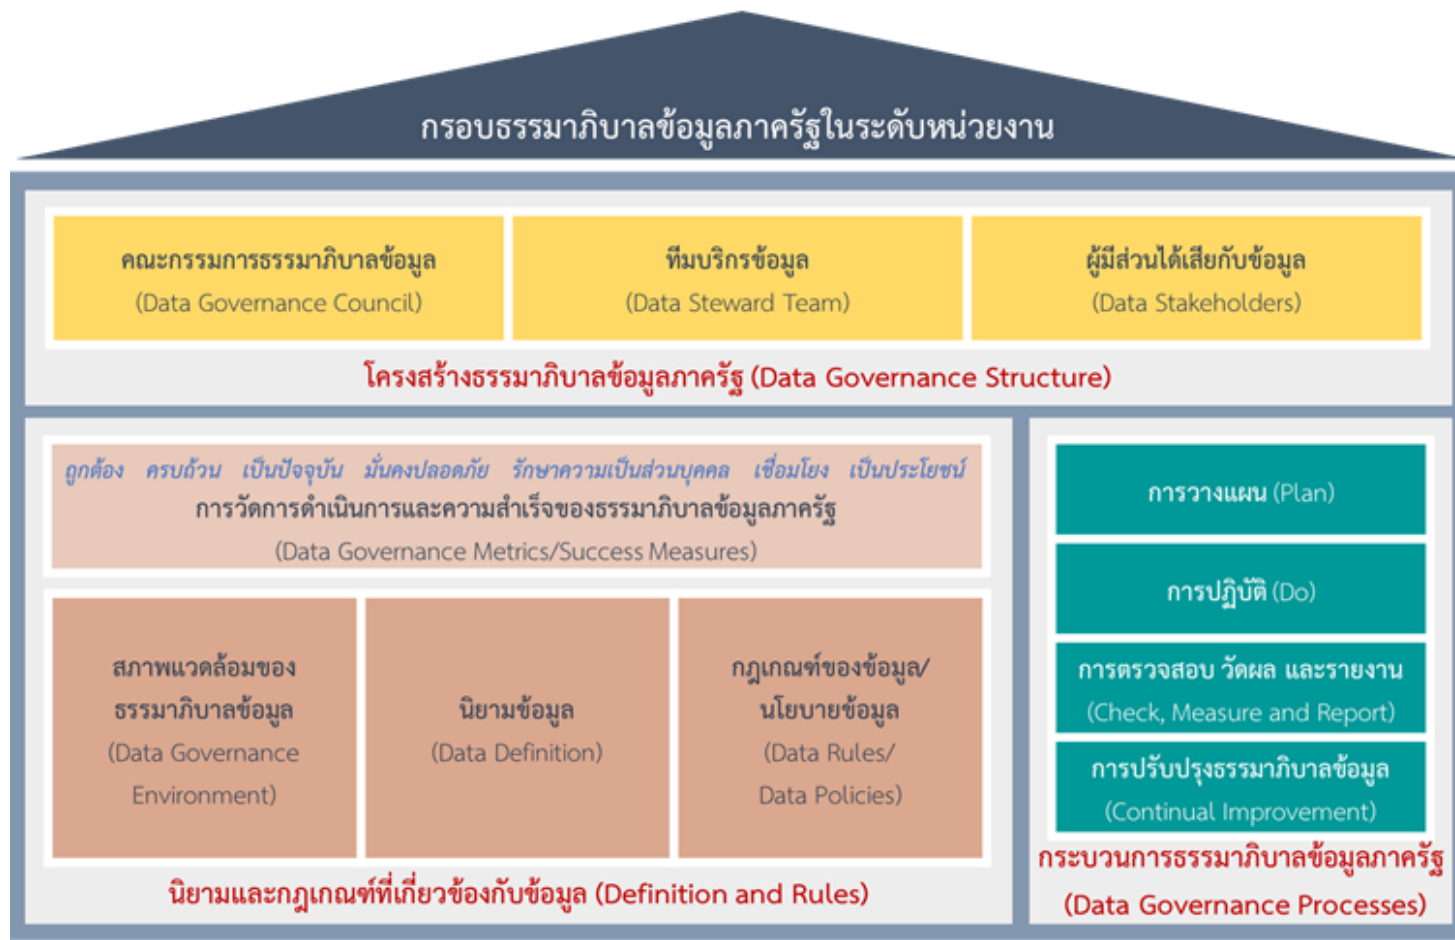 กรอบธรรมาภิบาลข้อมูลภาครัฐในระดับหน่วยงาน
คณะกรรมการธรรมาภิบาลข้อมูล
(Data Governance Council)
ทีมบริกรข้อมูล
(Data Steward Team)
ผู้มีส่วนได้เสียกับข้อมูล
(Data Stakeholders)
โครงสร้างธรรมาภิบาลข้อมูลภาครัฐ (Data Governance Structure)
ถูกต้อง ครบถ้วน เป็นปัจจุบัน มั่นคงปลอดภัย รักษาความเป็นส่วนบุคคล เชื่อมโยง เป็นประโยชน์
การวัดการดำเนินการและความสำเร็จของธรรมาภิบาลข้อมูลภาครัฐ
(Data Governance Metrics/Success Measures)
สภาพแวดล้อมของ
ธรรมาภิบาลข้อมูล
(Data Governance
Environment)
นิยามข้อมูล
(Data Definition)
กฎเกณฑ์ของข้อมูล/
นโยบายข้อมูล
(Data Rules/
Data Policies)
นิยามและกฎเกณฑ์ที่เกี่ยวข้องกับข้อมูล (Definition and Rules)
การวางแผน (Plan)
การปฏิบัติ (Do)
การตรวจสอบ วัดผล และรายงาน
(Check, Measure and Report)
การปรับปรุงธรรมาภิบาลข้อมูล
(Continual Improvement)
กระบวนการธรรมาภิบาลข้อมูลภาครัฐ
(Data Governance Processes)